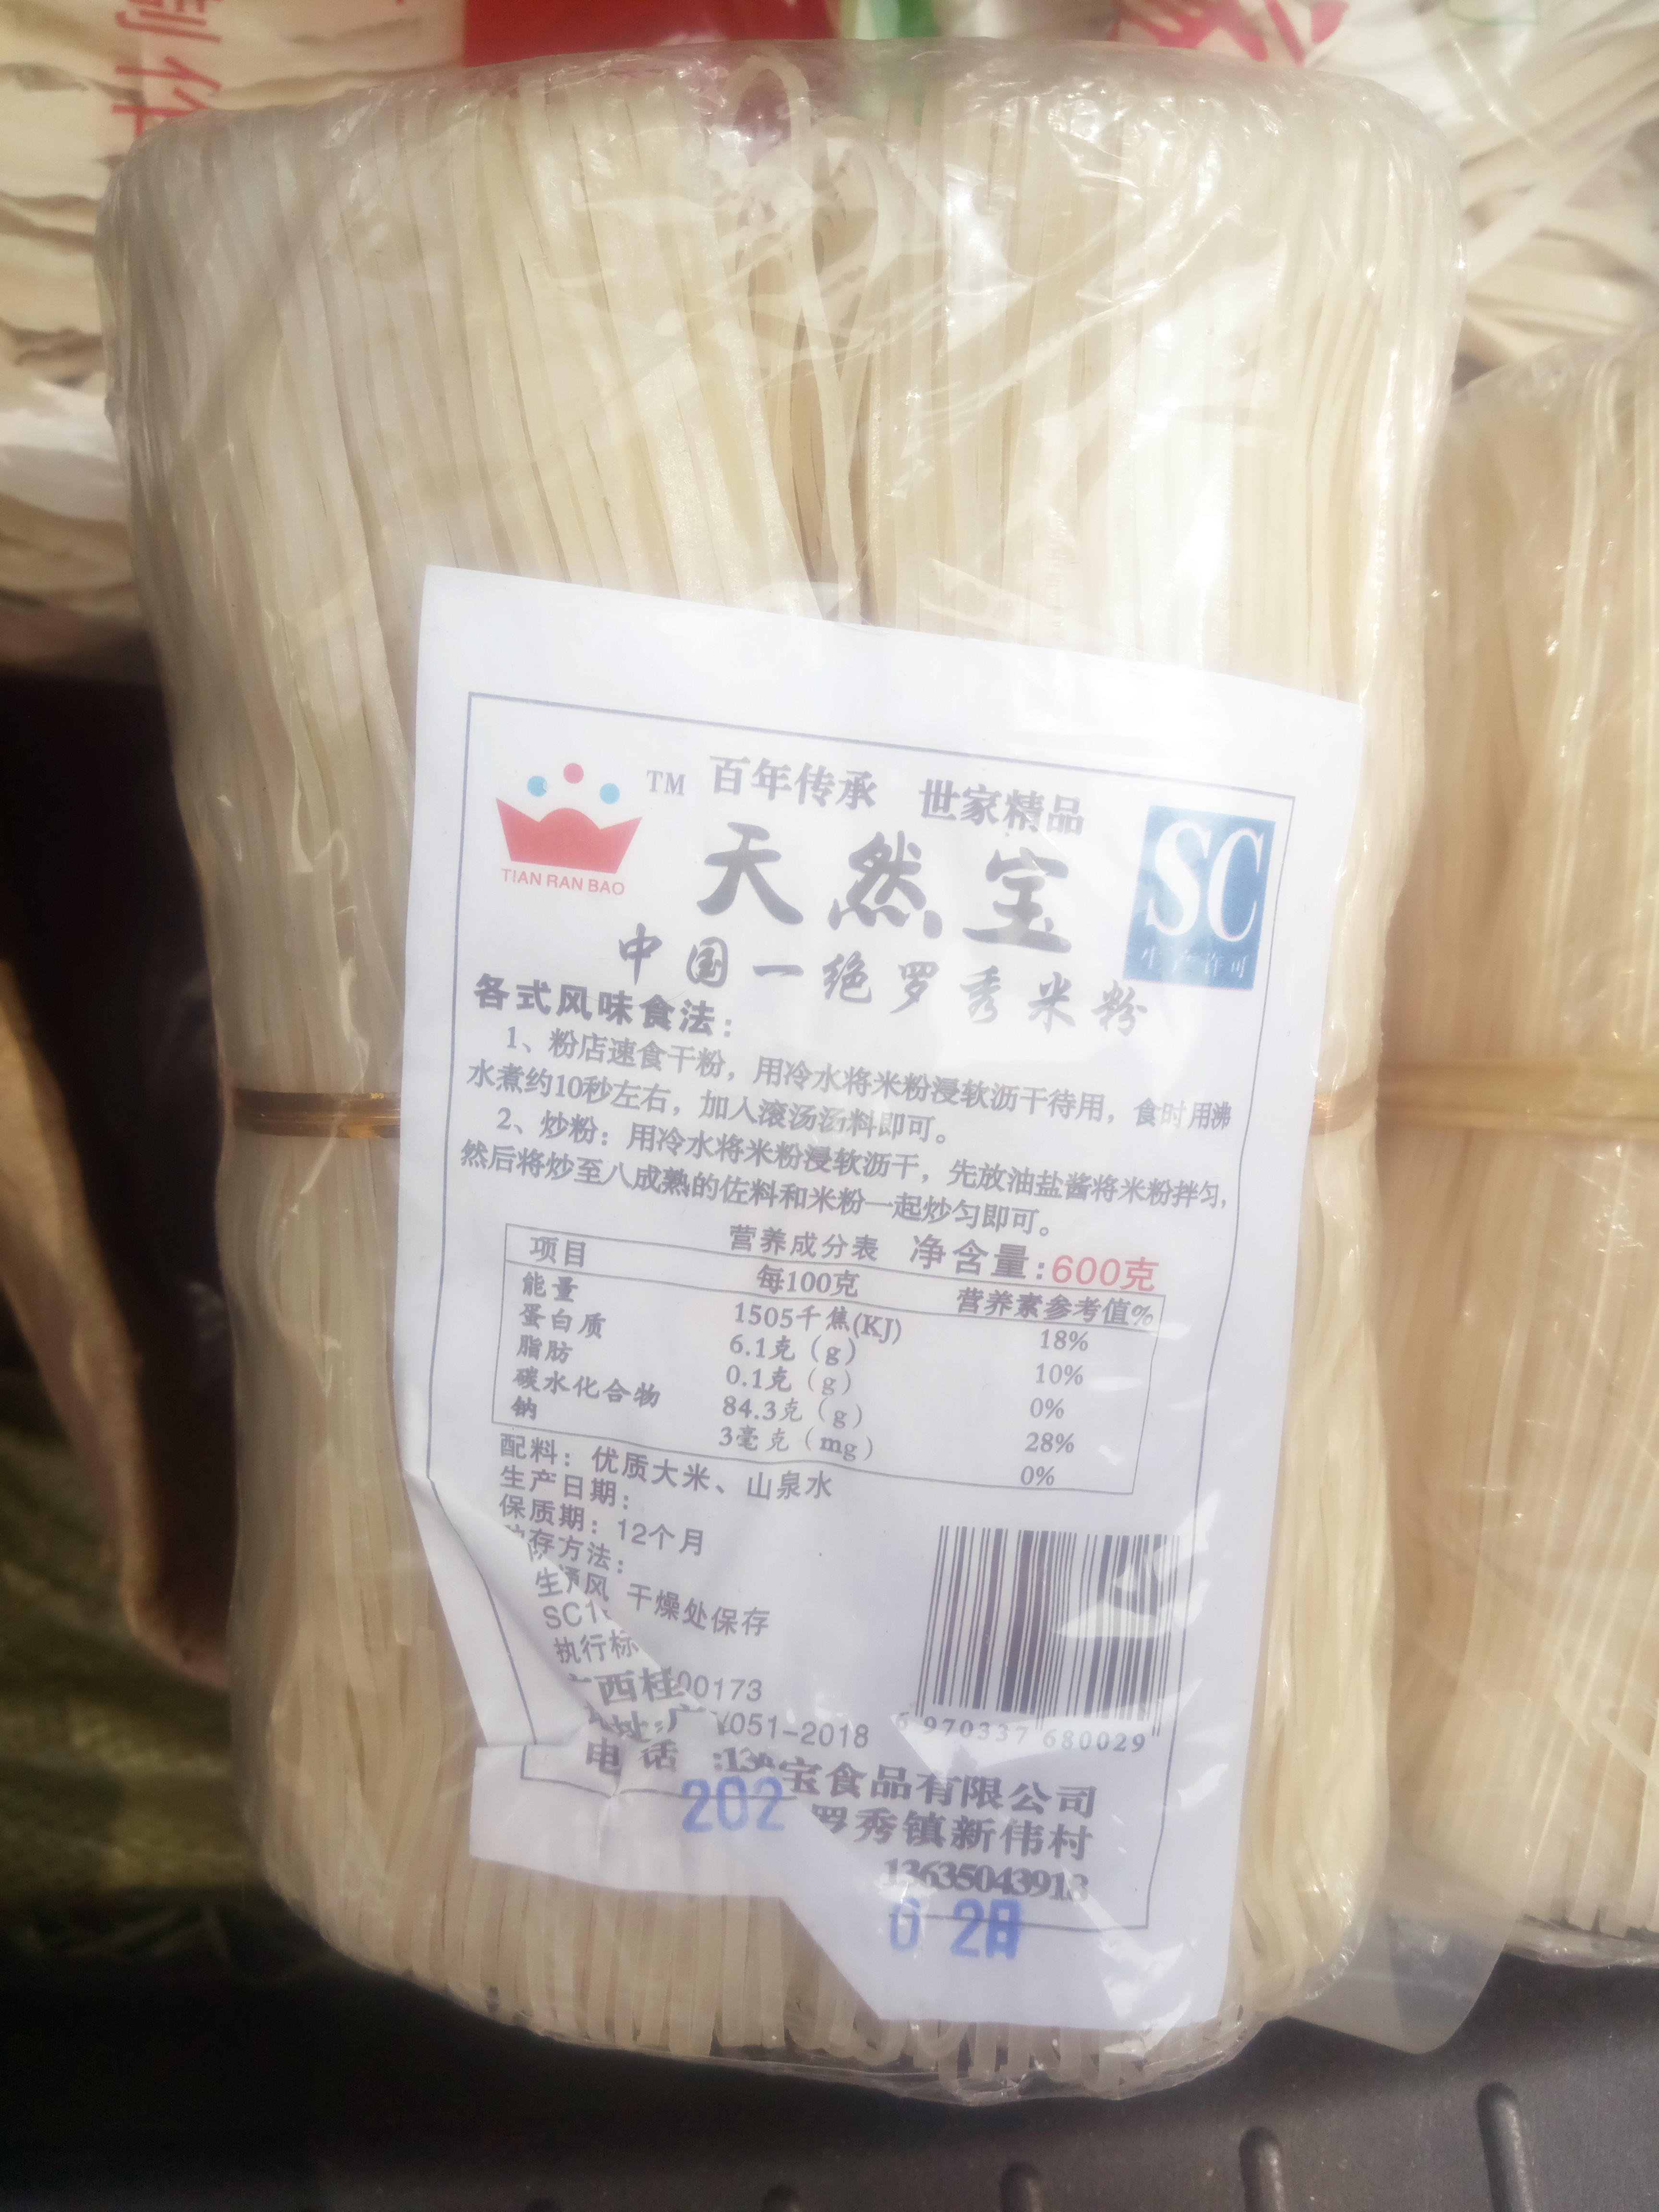 制作
TM 百年传承 世家精品
TIAN RAN BAO
天然宝
SC
生产许可
中国一绝罗秀米粉
各式风味食法：
1、粉店速食干粉，用冷水将米粉浸软沥干待用，食时用沸
水煮约10秒左右，加入滚汤汤料即可。
2、炒粉：用冷水将米粉浸软沥干，先放油盐酱将米粉拌匀，
然后将炒至八成熟的佐料和米粉一起炒匀即可。
营养成分表 净含量:600克
项目 每100克 营养素参考值%
能量 1505千焦(KJ) 18%
蛋白质 6.1克（g） 10%
脂肪 0.1克（g） 0%
碳水化合物 84.3克（g） 28%
钠 3毫克（mg） 0%
配料：优质大米、山泉水
生产日期：
保质期：12个月
存方法：
通风 干燥处保存
SC1
00173
执行标
051-2018
6 970337 680029
西桂
宝食品有限公司
址:广
罗秀镇新伟村
电话:13
13635043913
202
0 2日